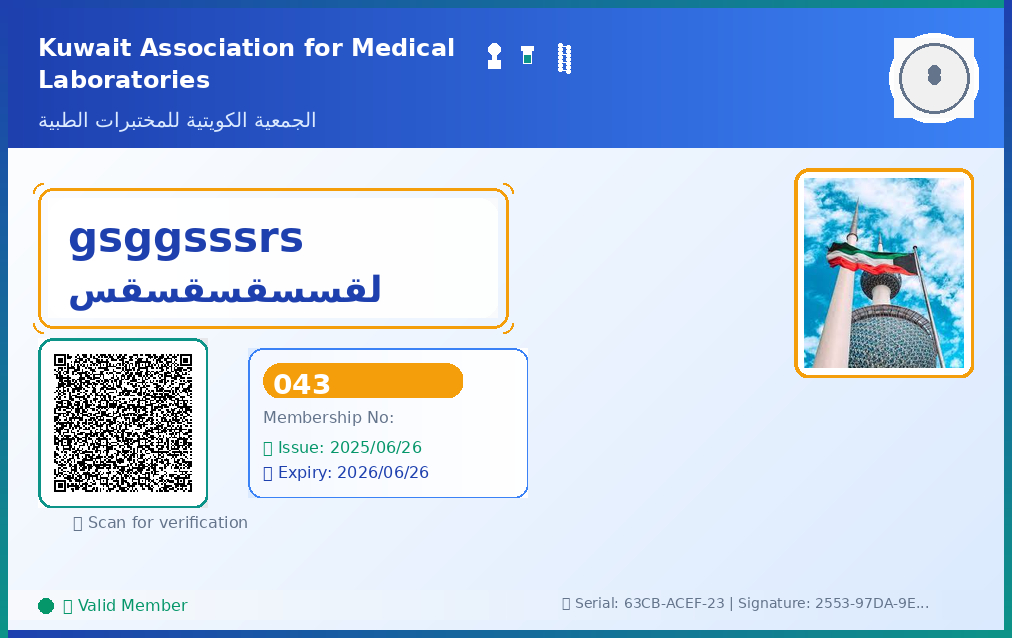 Kuwait Association for Medical
Laboratories
الجمعية الكويتية للمختبرات الطبية
gsggsssrs
لقسسقسقسقس
043
Membership No:
Issue: 2025/06/26
Expiry: 2026/06/26
Scan for verification
Valid Member
Serial: 63CB-ACEF-23 | Signature: 2553-97DA-9E...